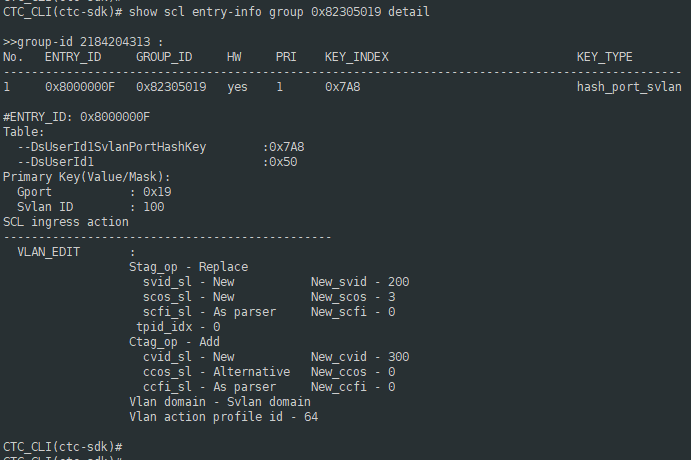 CTC_CLI(ctc-sdk)#
CTC_CLI(ctc-sdk)# show scl entry-info group 0x82305019 detail
>>group-id 2184204313 :
No. ENTRY_ID GROUP_ID HW PRI KEY_INDEX KEY_TYPE
----------------------------------------------------------------------------------------------
1 0x8000000F 0x82305019 yes 1 0x7A8 hash_port_svlan
#ENTRY_ID: 0x8000000F
Table:
--DsUserId1SvlanPortHashKey :0x7A8
--DsUserId1 :0x50
Primary Key(Value/Mask):
Gport : 0x19
Svlan ID : 100
SCL ingress action
-----------------------------------------------
VLAN_EDIT :
Stag_op - Replace
svid_sl - New New_svid - 200
scos_sl - New New_scos - 3
scfi_sl - As parser New_scfi - 0
tpid_idx - 0
Ctag_op - Add
cvid_sl - New New_cvid - 300
ccos_sl - Alternative New_ccos - 0
ccfi_sl - As parser New_ccfi - 0
Vlan domain - Svlan domain
Vlan action profile id - 64
CTC_CLI(ctc-sdk)#
CTC_CLI(ctc-sdk)#